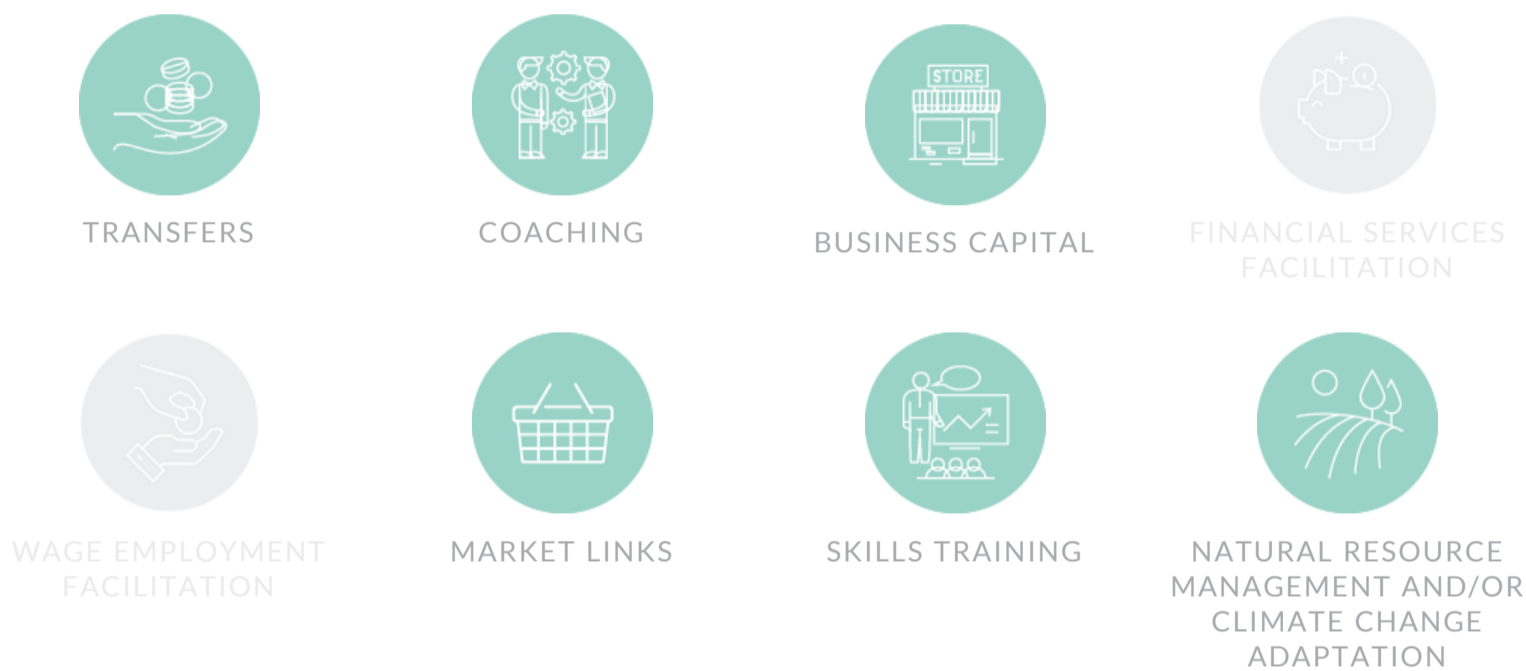 STORE
TRANSFERS
COACHING
BUSINESS CAPITAL
FINANCIAL SERVICES
FACILITATION
WAGE EMPLOYMENT
FACILITATION
MARKET LINKS
SKILLS TRAINING
NATURAL RESOURCE
MANAGEMENT AND/OR
CLIMATE CHANGE
ADAPTATION